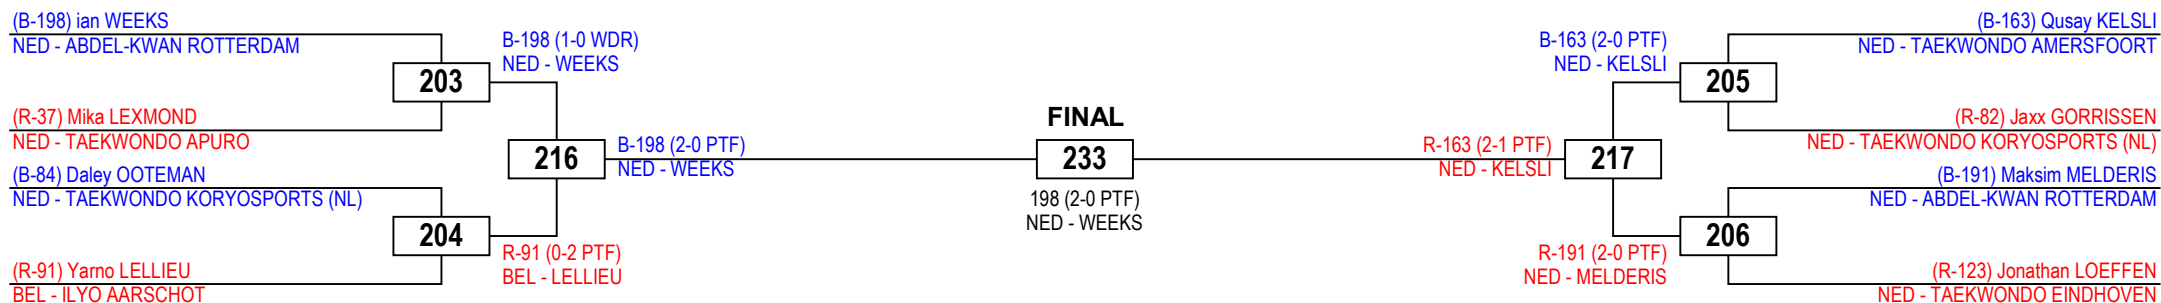 (B-198) ian WEEKS
NED - ABDEL-KWAN ROTTERDAM
(R-37) Mika LEXMOND
NED - TAEKWONDO APURO
(B-84) Daley OOTEMAN
NED - TAEKWONDO KORYOSPORTS (NL)
(R-91) Yarno LELLIEU
BEL - ILYO AARSCHOT
203
204
B-198 (1-0 WDR)
NED - WEEKS
R-91 (0-2 PTF)
BEL - LELLIEU
216
B-198 (2-0 PTF)
NED - WEEKS
FINAL
233
198 (2-0 PTF)
NED - WEEKS
R-163 (2-1 PTF)
NED - KELSLI
217
B-163 (2-0 PTF)
NED - KELSLI
R-191 (2-0 PTF)
NED - MELDERIS
205
206
(B-163) Qusay KELSLI
NED - TAEKWONDO AMERSFOORT
(R-82) Jaxx GORRISSEN
NED - TAEKWONDO KORYOSPORTS (NL)
(B-191) Maksim MELDERIS
NED - ABDEL-KWAN ROTTERDAM
(R-123) Jonathan LOEFFEN
NED - TAEKWONDO EINDHOVEN